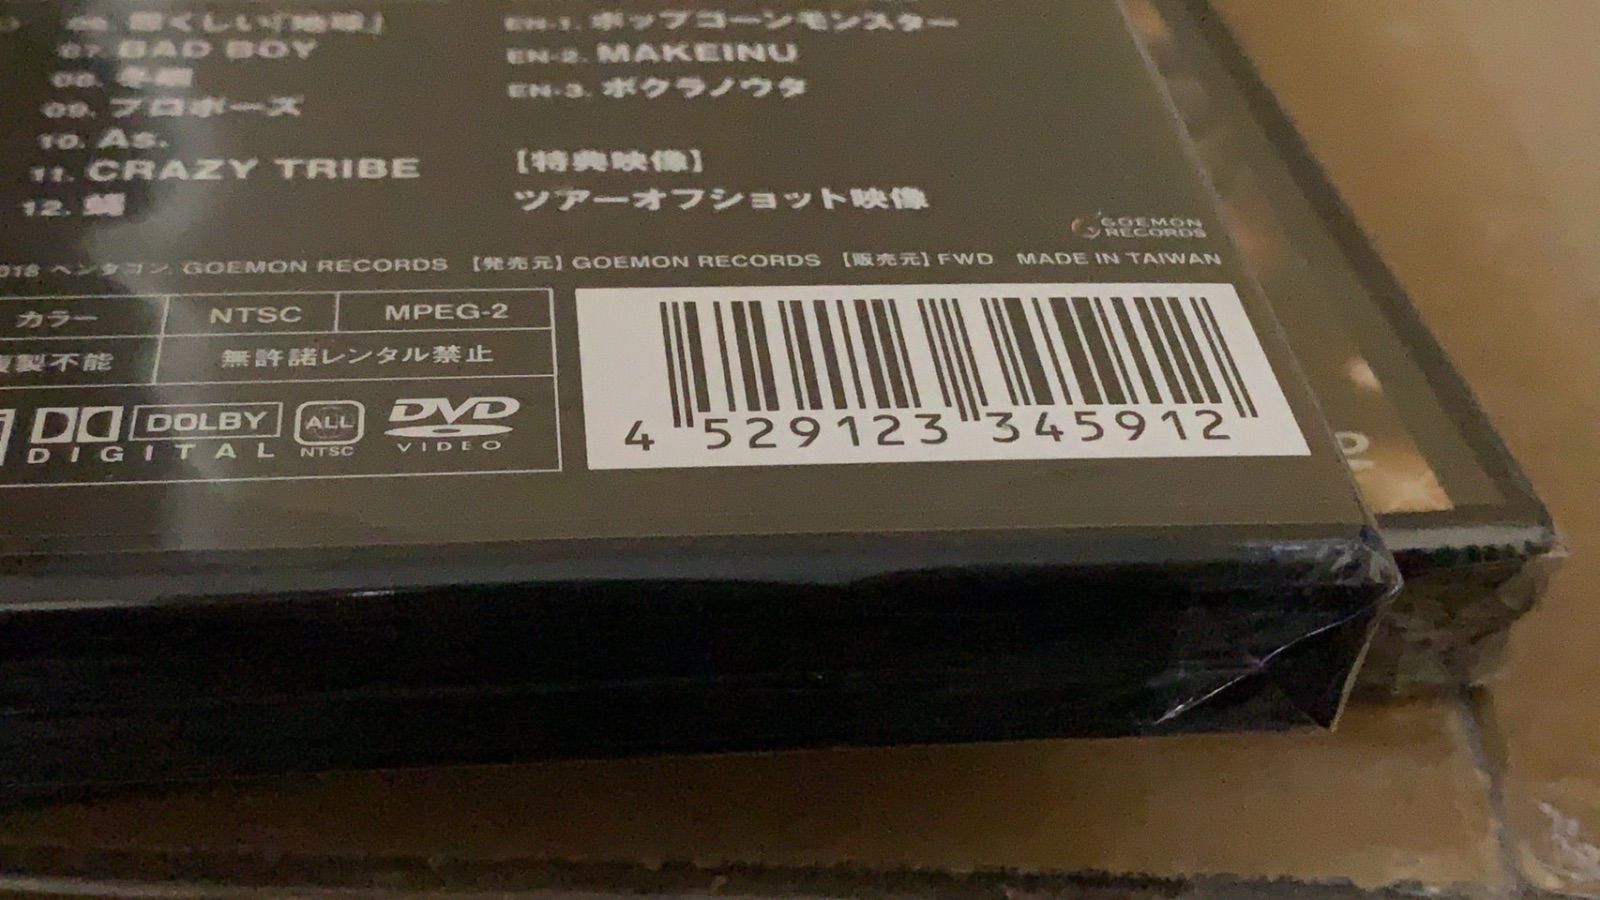 07. BAD BOY
09. プロポーズ
10. As.
11. CRAZY TRIBE
12. 蝿
EN-1. ポップコーンモンスター
EN-2. MAKEINU
EN-3. ボクラノウタ
【特典映像】
ツアーオフショット映像
GOEMON RECORDS
018 ヘンタコン GOEMON RECORDS 【発売元】GOEMON RECORDS 【販売元】FWD MADE IN TAIWAN
カラー NTSC MPEG-2
複製不能 無許諾レンタル禁止
DOLBY DIGITAL
ALL NTSC
DVD VIDEO
4 529123 345912